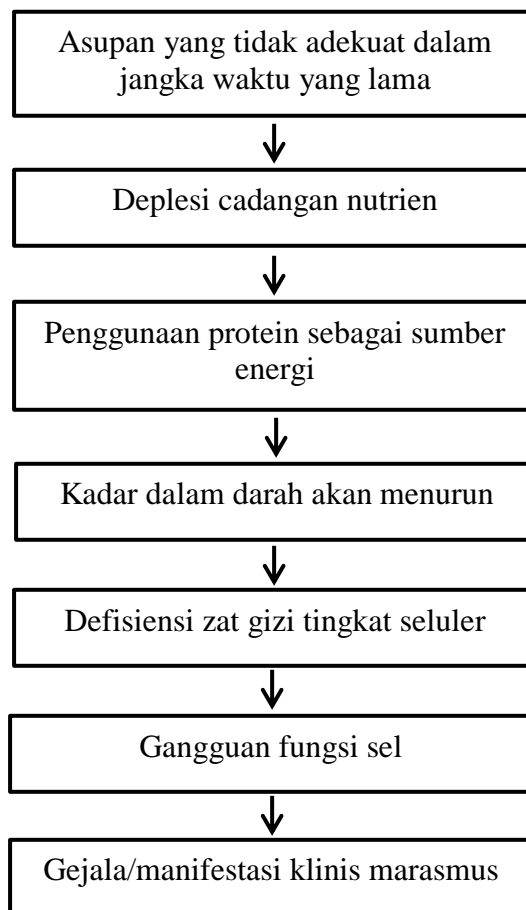 Asupan yang tidak adekuat dalam
jangka waktu yang lama
Deplesi cadangan nutrien
Penggunaan protein sebagai sumber
energi
Kadar dalam darah akan menurun
Defisiensi zat gizi tingkat seluler
Gangguan fungsi sel
Gejala/manifestasi klinis marasmus